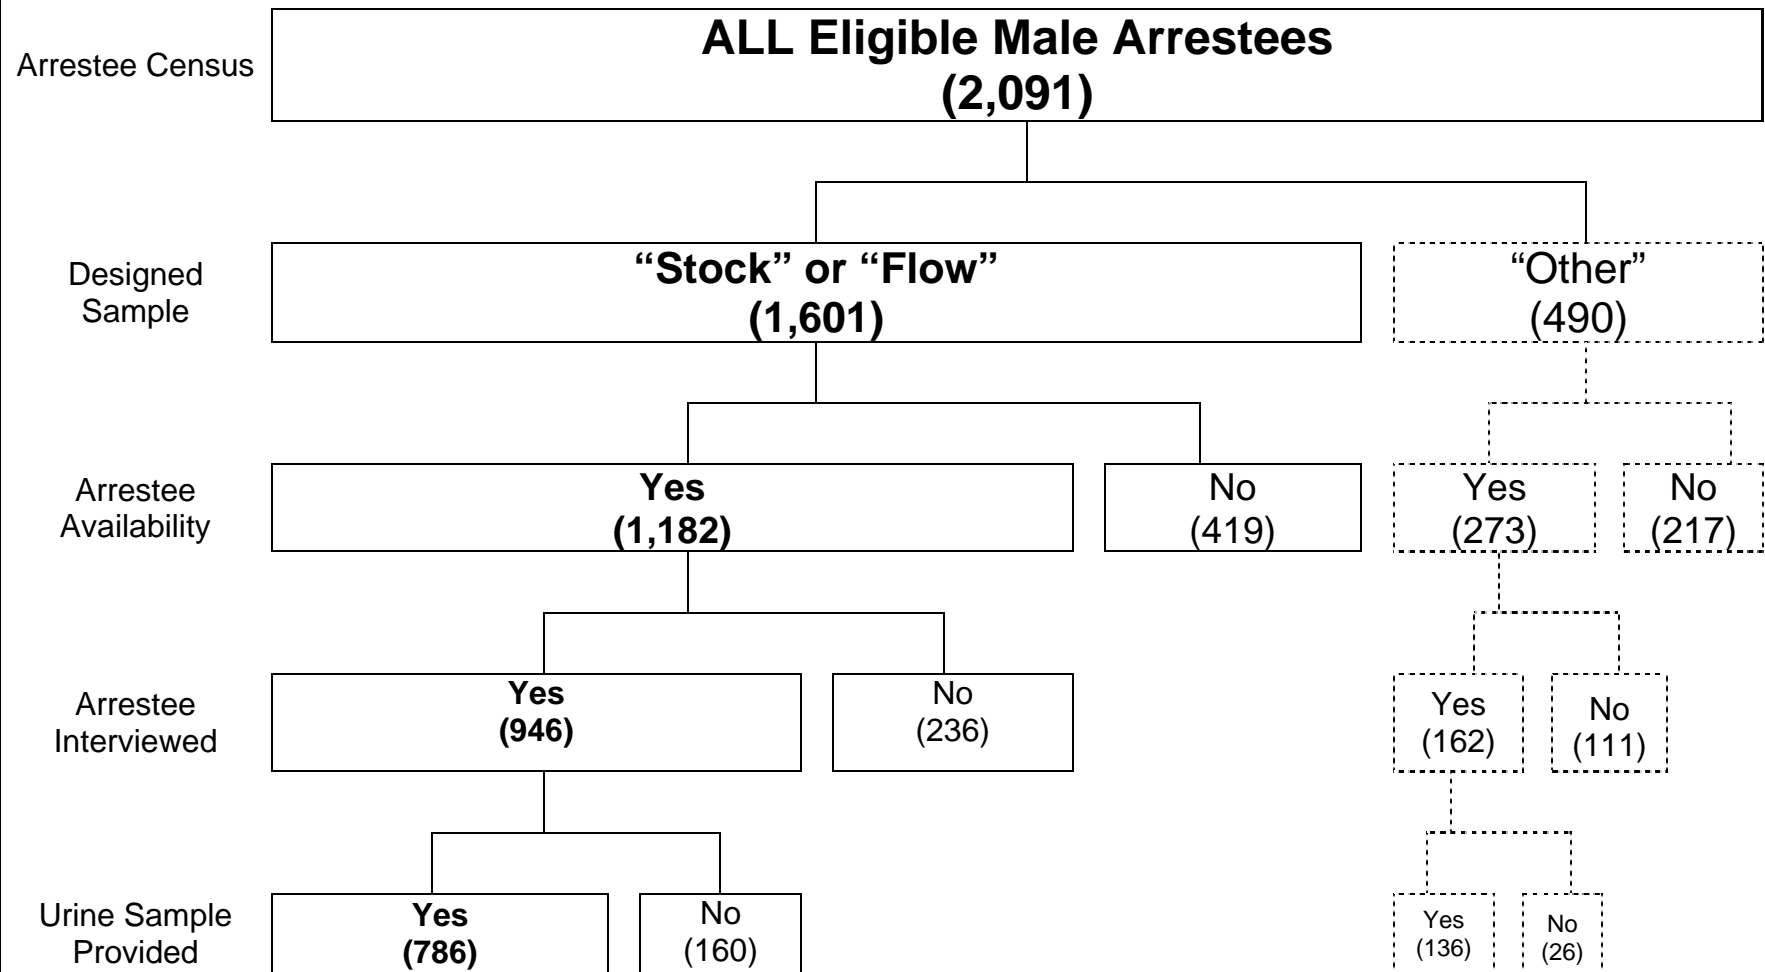 Arrestee Census
ALL Eligible Male Arrestees
(2,091)
Designed
Sample
“Stock” or “Flow”
(1,601)
“Other”
(490)
Arrestee
Availability
Yes
(1,182)
No
(419)
Yes
(273)
No
(217)
Arrestee
Interviewed
Yes
(946)
No
(236)
Yes
(162)
No
(111)
Urine Sample
Provided
Yes
(786)
No
(160)
Yes
(136)
No
(26)